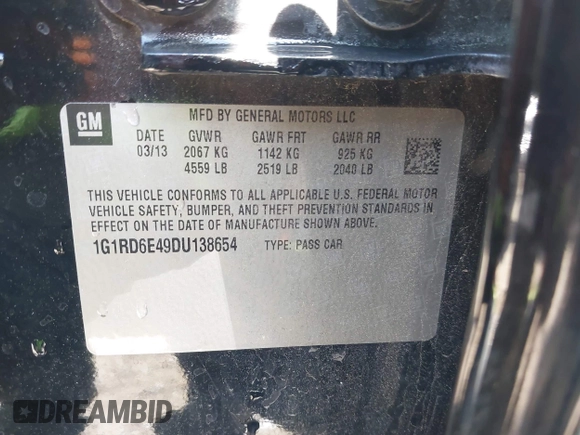 GM
MFD BY GENERAL MOTORS LLC
DATE GVWR GAWR FRT GAWR RR
03/13 2067 KG 1142 KG 925 KG
4559 LB 2519 LB 2040 LB
THIS VEHICLE CONFORMS TO ALL APPLICABLE U.S. FEDERAL MOTOR
VEHICLE SAFETY, BUMPER, AND THEFT PREVENTION STANDARDS IN
EFFECT ON THE DATE OF MANUFACTURE SHOWN ABOVE.
1G1RD6E49DU138654 TYPE: PASS CAR
DREAMBID